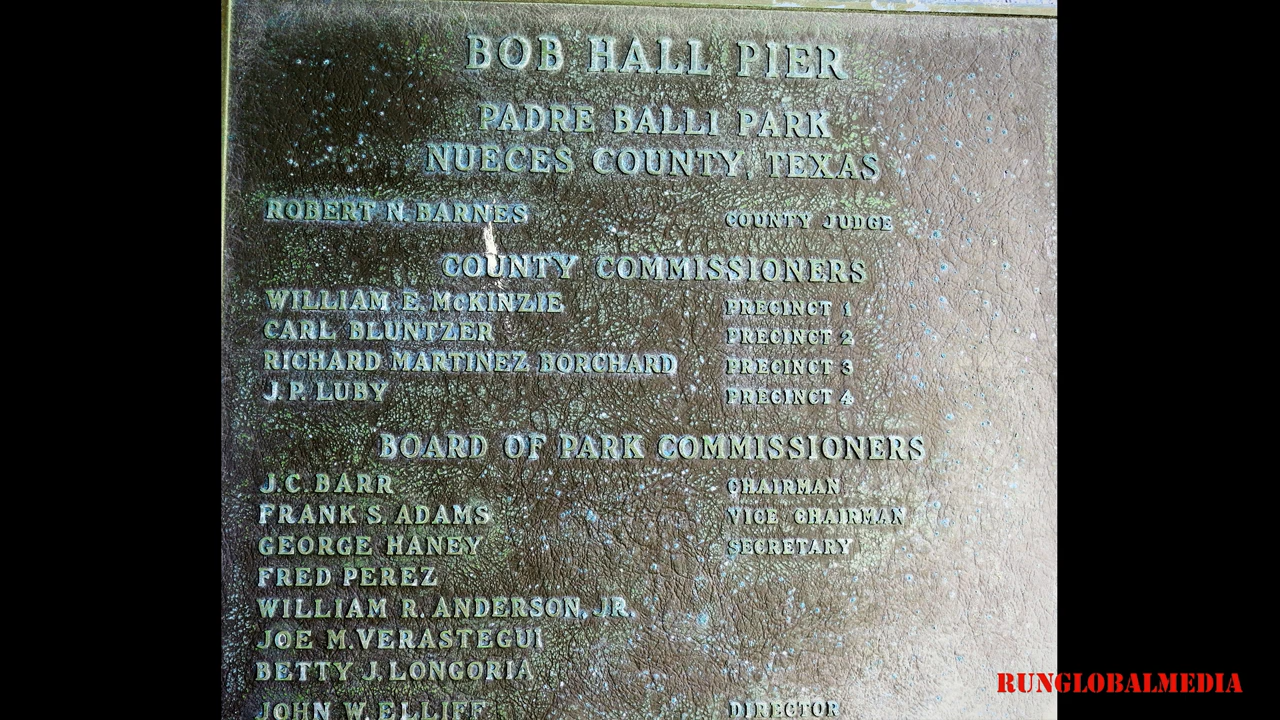 BOB HALL PIER
PADRE BALLI PARK
NUECES COUNTY, TEXAS
ROBERT N. BARNES COUNTY JUDGE
COUNTY COMMISSIONERS
WILLIAM E. McKINZIE PRECINCT 1
CARL BLUNTZER PRECINCT 2
RICHARD MARTINEZ BORCHARD PRECINCT 3
J.P. LUBY PRECINCT 4
BOARD OF PARK COMMISSIONERS
J.C. BARR CHAIRMAN
FRANK S. ADAMS VICE CHAIRMAN
GEORGE HANEY SECRETARY
FRED PEREZ
WILLIAM R. ANDERSON, JR.
JOE M. VERASTEGUI
BETTY J. LONGORIA
JOHN W. ELLIFF DIRECTOR
RUNGLOBALMEDIA